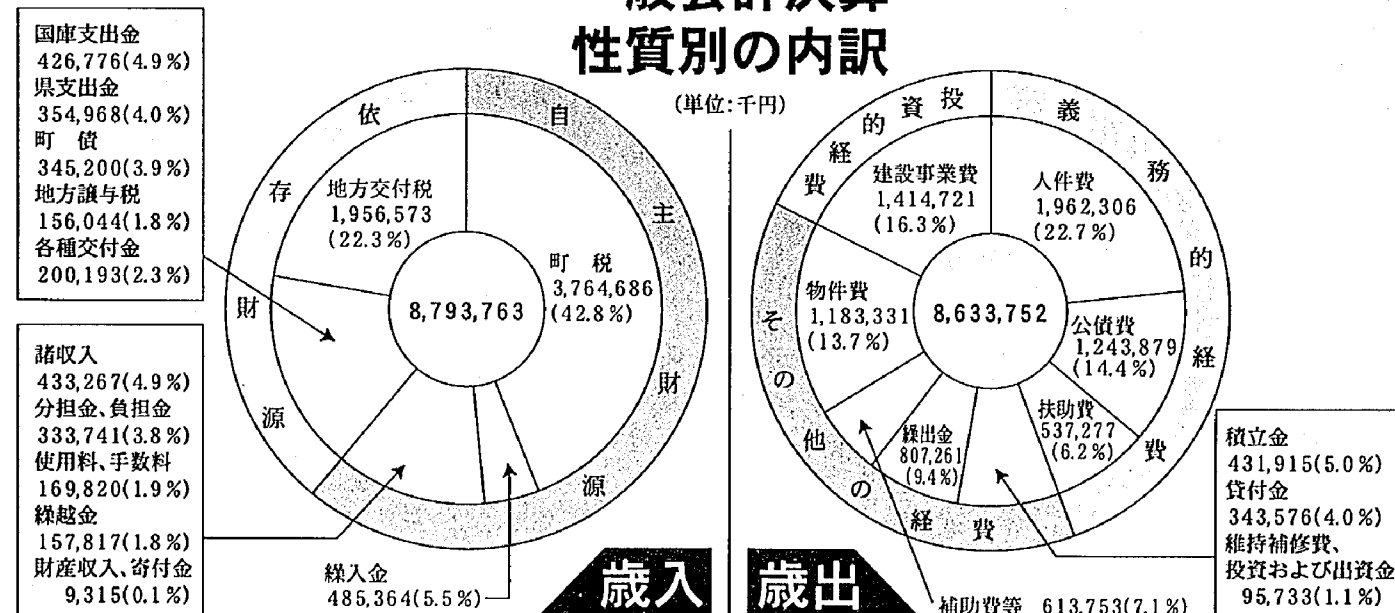 一般会計決算
性質別の内訳
(単位:千円)
国庫支出金
426,776(4.9%)
県支出金
354,968(4.0%)
町 債
345,200(3.9%)
地方譲与税
156,044(1.8%)
各種交付金
200,193(2.3%)
諸収入
433,267(4.9%)
分担金、負担金
333,741(3.8%)
使用料、手数料
169,820(1.9%)
繰越金
157,817(1.8%)
財産収入、寄付金
9,315(0.1%)
依存財源
自主財源
地方交付税
1,956,573
(22.3%)
町 税
3,764,686
(42.8%)
8,793,763
繰入金
485,364(5.5%)
歳入
投資的経費
義務的経費
その他の経費
建設事業費
1,414,721
(16.3%)
人件費
1,962,306
(22.7%)
物件費
1,183,331
(13.7%)
8,633,752
公債費
1,243,879
(14.4%)
扶助費
537,277
(6.2%)
繰出金
807,261
(9.4%)
歳出
補助費等 613,753(7.1%)
積立金
431,915(5.0%)
貸付金
343,576(4.0%)
維持補修費、
投資および出資金
95,733(1.1%)